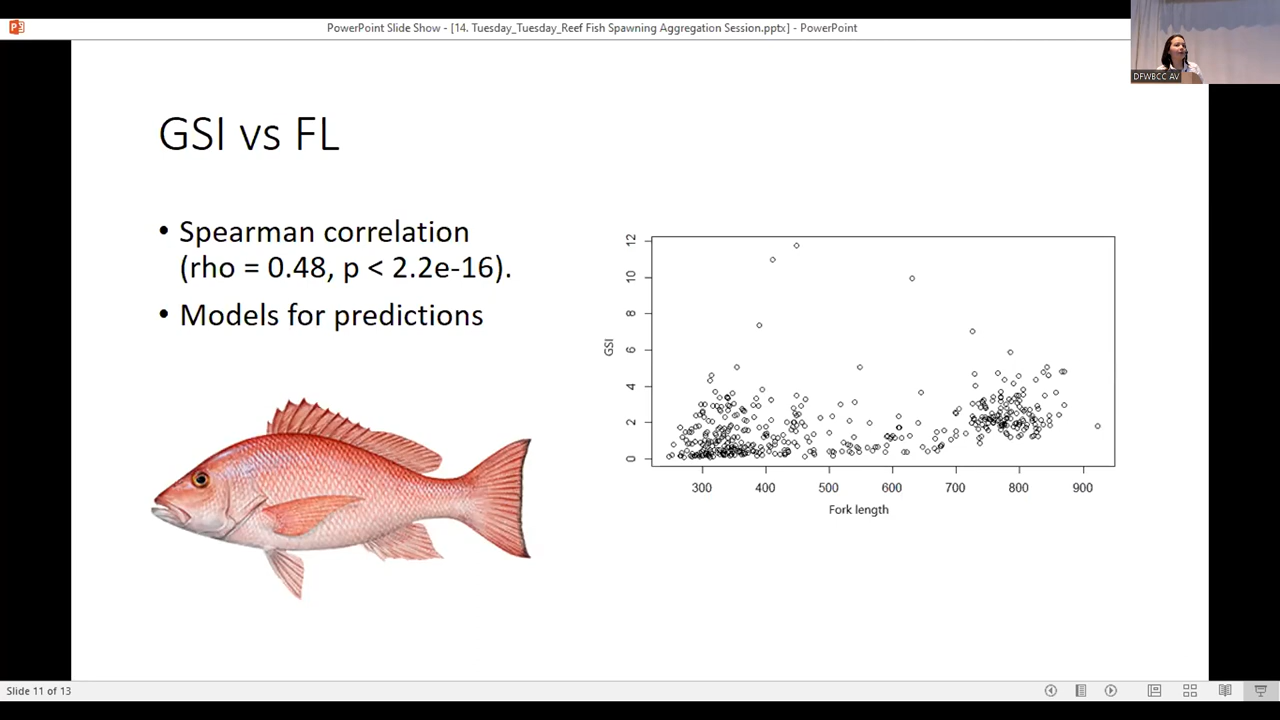 PowerPoint Slide Show - [14. Tuesday_Tuesday_Reef Fish Spawning Aggregation Session.pptx] - PowerPoint
DFWBCC AV
GSI vs FL
• Spearman correlation
(rho = 0.48, p < 2.2e-16).
• Models for predictions
GSI
12
10
8
6
4
2
0
300 400 500 600 700 800 900
Fork length
Slide 11 of 13